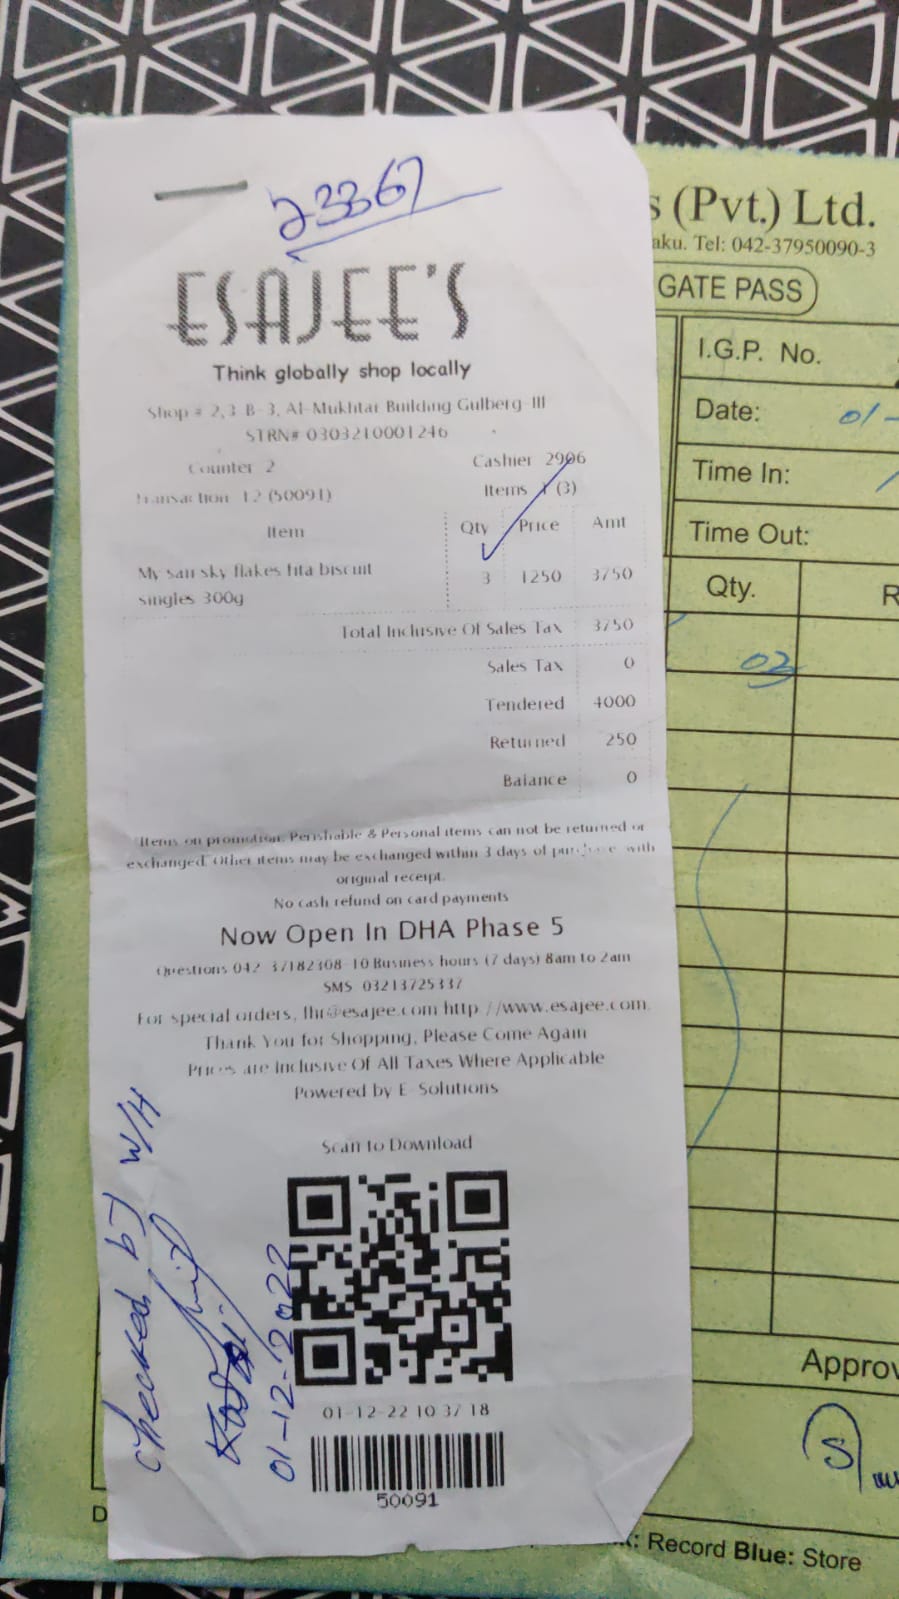 23367
ESAJEE'S
Think globally shop locally
Shop # 2,3 B-3, Al-Mukhtar Building Gulberg-III
STRN# 0303210001246
Counter 2 Cashier 2906
Transaction 12 (50091) Items 1 (3)
Item Qty Price Amt
My san sky flakes fita biscuit singles 300g 3 1250 3750
Total Inclusive Of Sales Tax 3750
Sales Tax 0
Tendered 4000
Returned 250
Balance 0
Items on promotion, Perishable & Personal items can not be returned or
exchanged. Other items may be exchanged within 3 days of purchase with
original receipt.
No cash refund on card payments
Now Open In DHA Phase 5
Questions 042 37182308-10 Business hours (7 days) 8am to 2am
SMS 03213725337
For special orders, lhr@esajee.com http://www.esajee.com.
Thank You for Shopping, Please Come Again
Prices are Inclusive Of All Taxes Where Applicable
Powered by E-Solutions
Scan to Download
01-12-22 10 37 18
50091
checked by W/H
01-12-2022
s (Pvt.) Ltd.
aku. Tel: 042-37950090-3
GATE PASS
I.G.P. No.
Date: 01-
Time In:
Time Out:
Qty. R
03
Approv
D
: Record Blue: Store